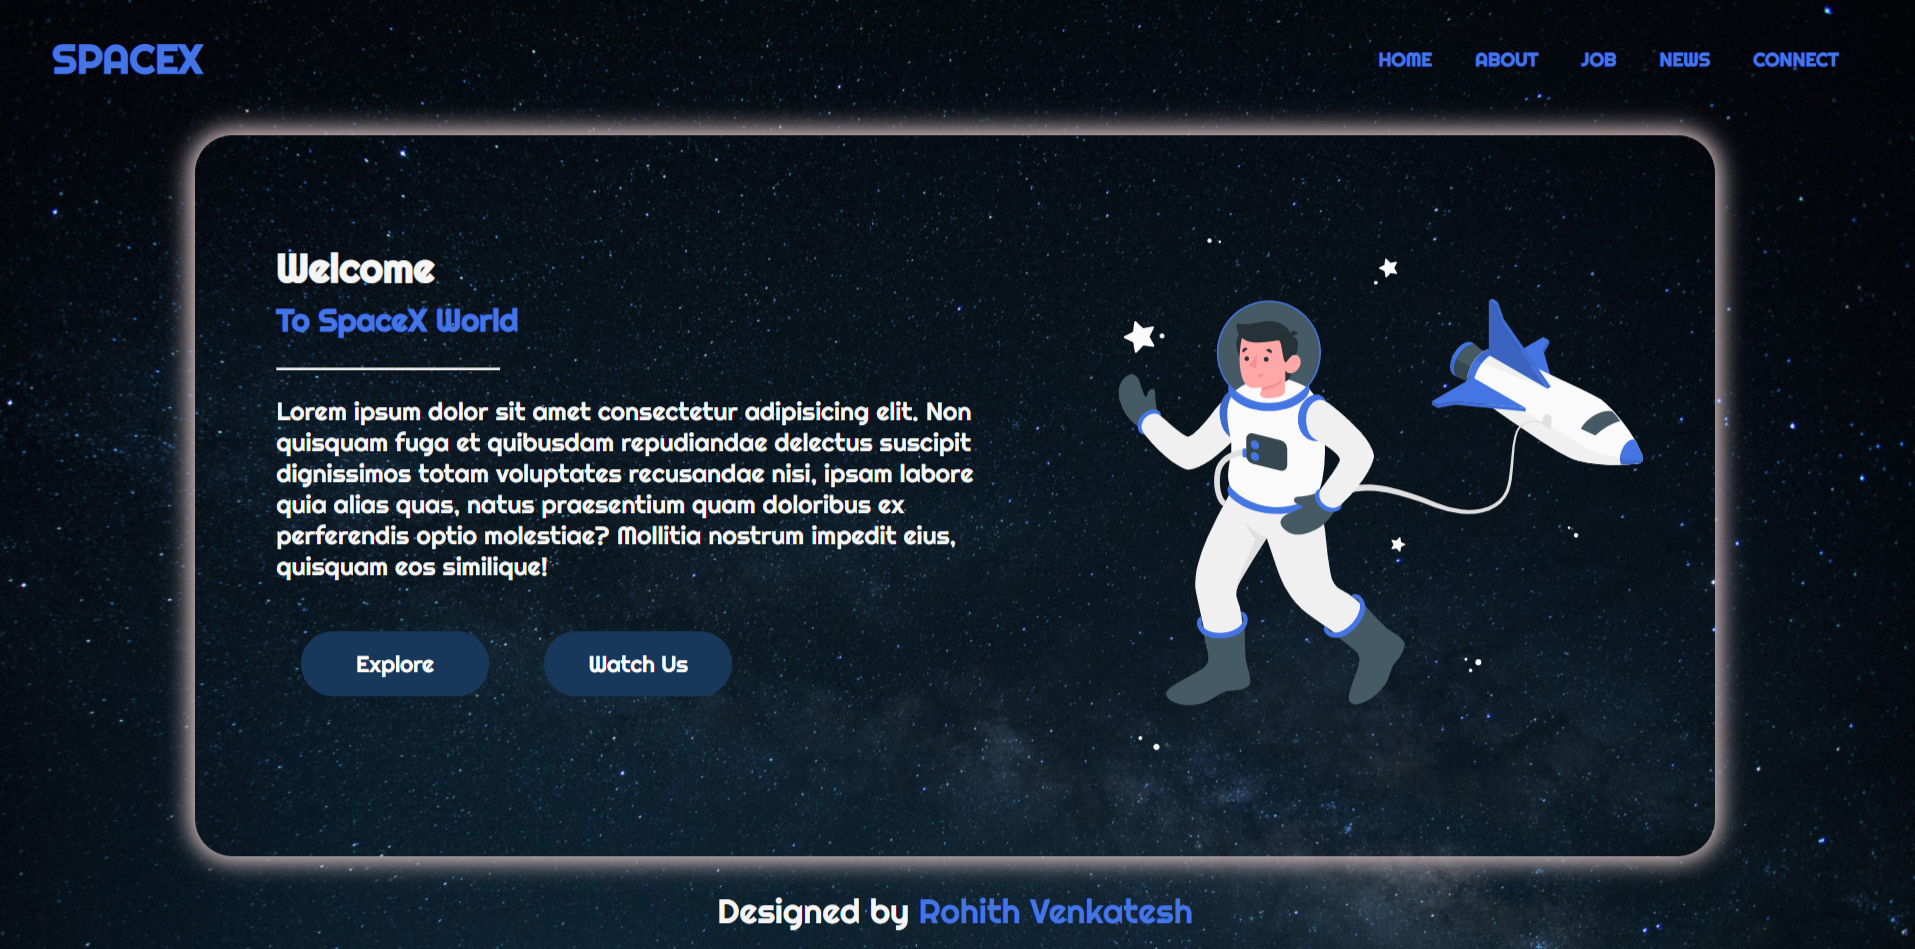 SPACEX
HOME ABOUT JOB NEWS CONNECT
Welcome
To SpaceX World
Lorem ipsum dolor sit amet consectetur adipisicing elit. Non
quisquam fuga et quibusdam repudiandae delectus suscipit
dignissimos totam voluptates recusandae nisi, ipsam labore
quia alias quas, natus praesentium quam doloribus ex
perferendis optio molestiae? Mollitia nostrum impedit eius,
quisquam eos similique!
Explore Watch Us
Designed by Rohith Venkatesh